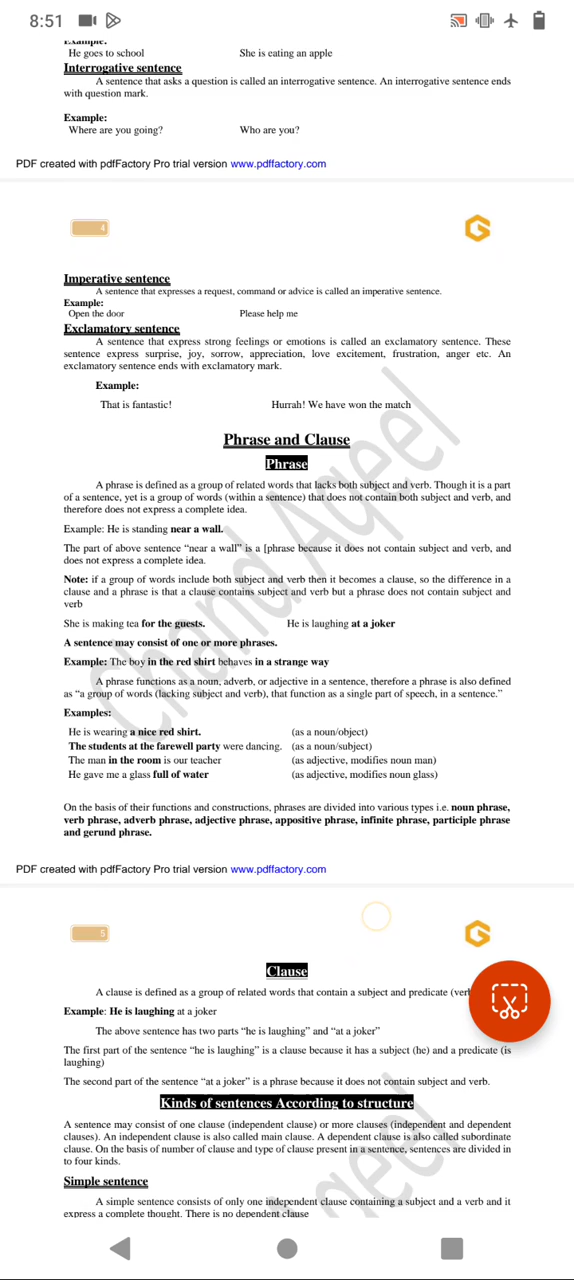 8:51
Example:
He goes to school She is eating an apple
Interrogative sentence
A sentence that asks a question is called an interrogative sentence. An interrogative sentence ends
with question mark.
Example:
Where are you going? Who are you?
PDF created with pdfFactory Pro trial version www.pdffactory.com
4
G
Imperative sentence
A sentence that expresses a request, command or advice is called an imperative sentence.
Example:
Open the door Please help me
Exclamatory sentence
A sentence that express strong feelings or emotions is called an exclamatory sentence. These
sentence express surprise, joy, sorrow, appreciation, love excitement, frustration, anger etc. An
exclamatory sentence ends with exclamatory mark.
Example:
That is fantastic! Hurrah! We have won the match
Phrase and Clause
Phrase
A phrase is defined as a group of related words that lacks both subject and verb. Though it is a part
of a sentence, yet is a group of words (within a sentence) that does not contain both subject and verb, and
therefore does not express a complete idea.
Example: He is standing near a wall.
The part of above sentence “near a wall” is a [phrase because it does not contain subject and verb, and
does not express a complete idea.
Note: if a group of words include both subject and verb then it becomes a clause, so the difference in a
clause and a phrase is that a clause contains subject and verb but a phrase does not contain subject and
verb
She is making tea for the guests. He is laughing at a joker
A sentence may consist of one or more phrases.
Example: The boy in the red shirt behaves in a strange way
A phrase functions as a noun, adverb, or adjective in a sentence, therefore a phrase is also defined
as “a group of words (lacking subject and verb), that function as a single part of speech, in a sentence.”
Examples:
He is wearing a nice red shirt. (as a noun/object)
The students at the farewell party were dancing. (as a noun/subject)
The man in the room is our teacher (as adjective, modifies noun man)
He gave me a glass full of water (as adjective, modifies noun glass)
On the basis of their functions and constructions, phrases are divided into various types i.e. noun phrase,
verb phrase, adverb phrase, adjective phrase, appositive phrase, infinite phrase, participle phrase
and gerund phrase.
Chand Aqeel
PDF created with pdfFactory Pro trial version www.pdffactory.com
5
G
Clause
A clause is defined as a group of related words that contain a subject and predicate (verb
Example: He is laughing at a joker
The above sentence has two parts “he is laughing” and “at a joker”
The first part of the sentence “he is laughing” is a clause because it has a subject (he) and a predicate (is
laughing)
The second part of the sentence “at a joker” is a phrase because it does not contain subject and verb.
Kinds of sentences According to structure
A sentence may consist of one clause (independent clause) or more clauses (independent and dependent
clauses). An independent clause is also called main clause. A dependent clause is also called subordinate
clause. On the basis of number of clause and type of clause present in a sentence, sentences are divided in
to four kinds.
Simple sentence
A simple sentence consists of only one independent clause containing a subject and a verb and it
express a complete thought. There is no dependent clause